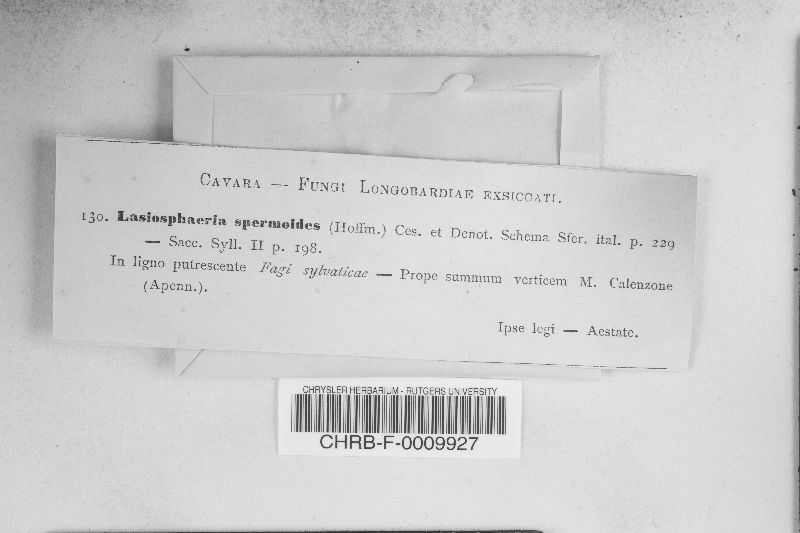 Cavara — Fungi Longobardiae exsiccati.
130. Lasiosphaeria spermoides (Hoffm.) Ces. et Denot. Schema Sfer. ital. p. 229
— Sacc. Syll. II p. 198.
In ligno putrescente Fagi sylvaticae — Prope summum verticem M. Calenzone
(Apenn.).
Ipse legi — Aestate.
CHRYSLER HERBARIUM - RUTGERS UNIVERSITY
CHRB-F-0009927